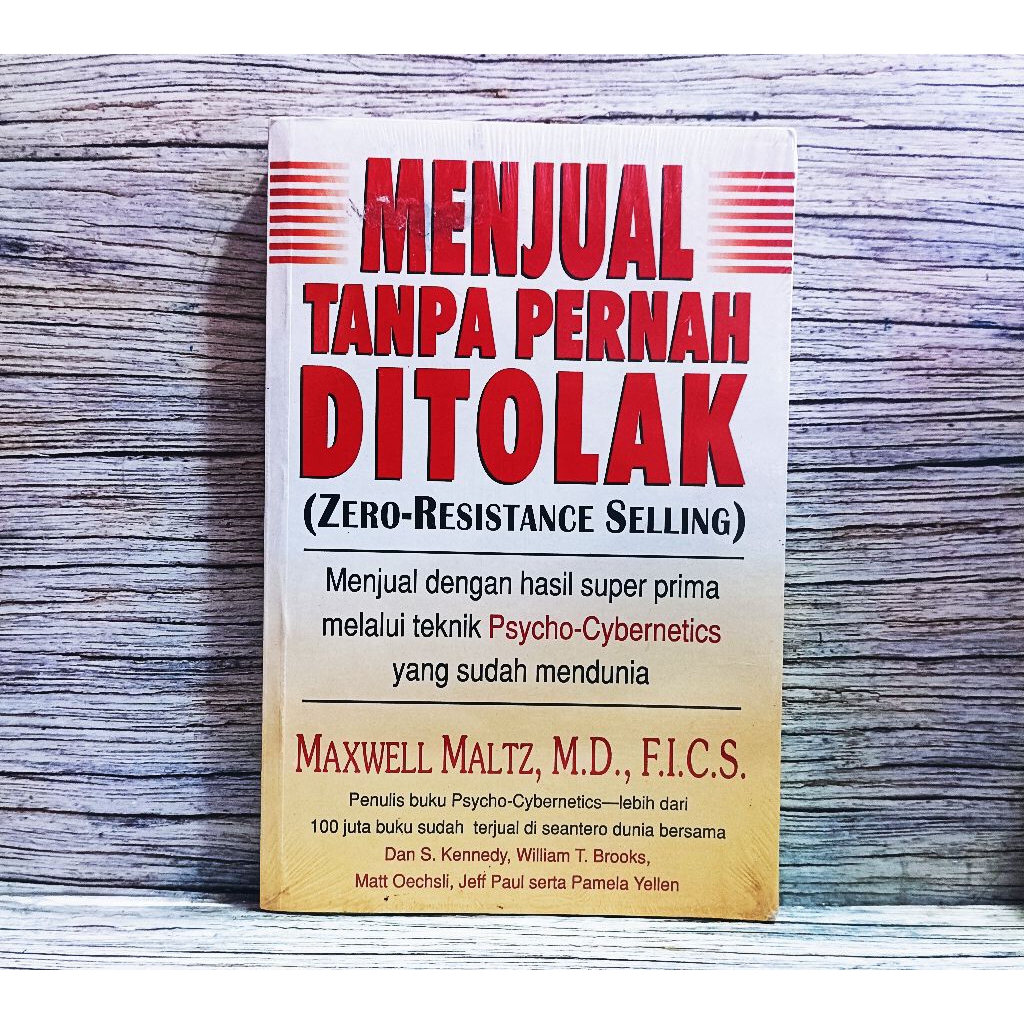 MENJUAL
TANPA PERNAH
DITOLAK
(ZERO-RESISTANCE SELLING)
Menjual dengan hasil super prima
melalui teknik Psycho-Cybernetics
yang sudah mendunia
MAXWELL MALTZ, M.D., F.I.C.S.
Penulis buku Psycho-Cybernetics—lebih dari
100 juta buku sudah terjual di seantero dunia bersama
Dan S. Kennedy, William T. Brooks,
Matt Oechsli, Jeff Paul serta Pamela Yellen